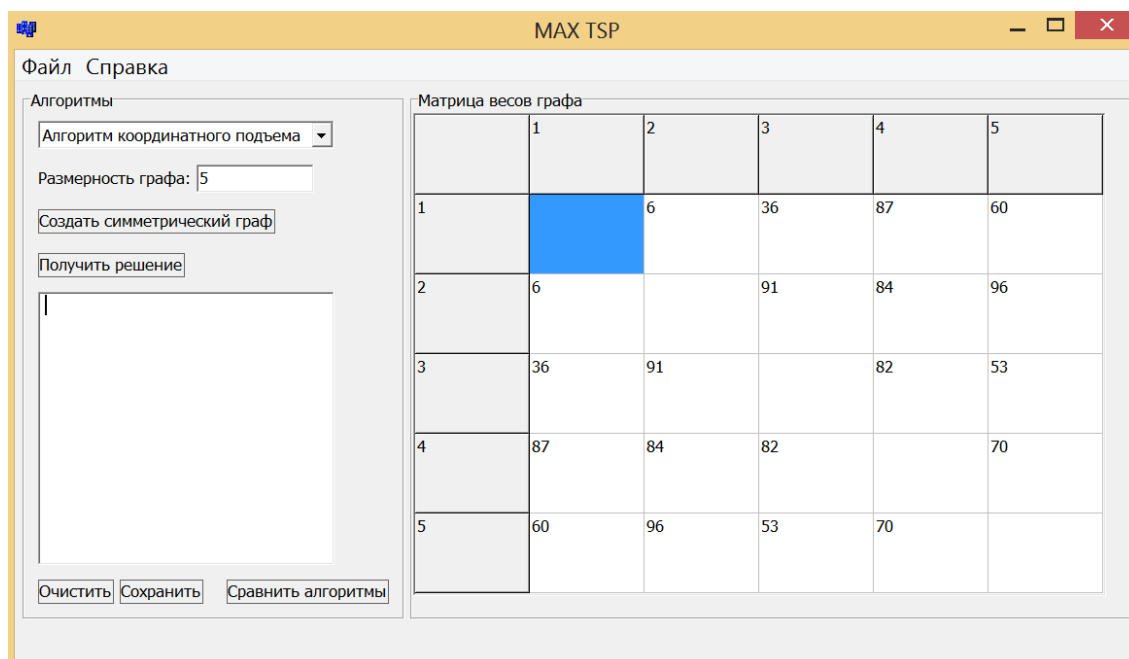 MAX TSP
Файл Справка
Алгоритмы
Алгоритм координатного подъема
Размерность графа: 5
Создать симметрический граф
Получить решение
Очистить Сохранить Сравнить алгоритмы
Матрица весов графа
1 2 3 4 5
1 6 36 87 60
2 6 91 84 96
3 36 91 82 53
4 87 84 82 70
5 60 96 53 70